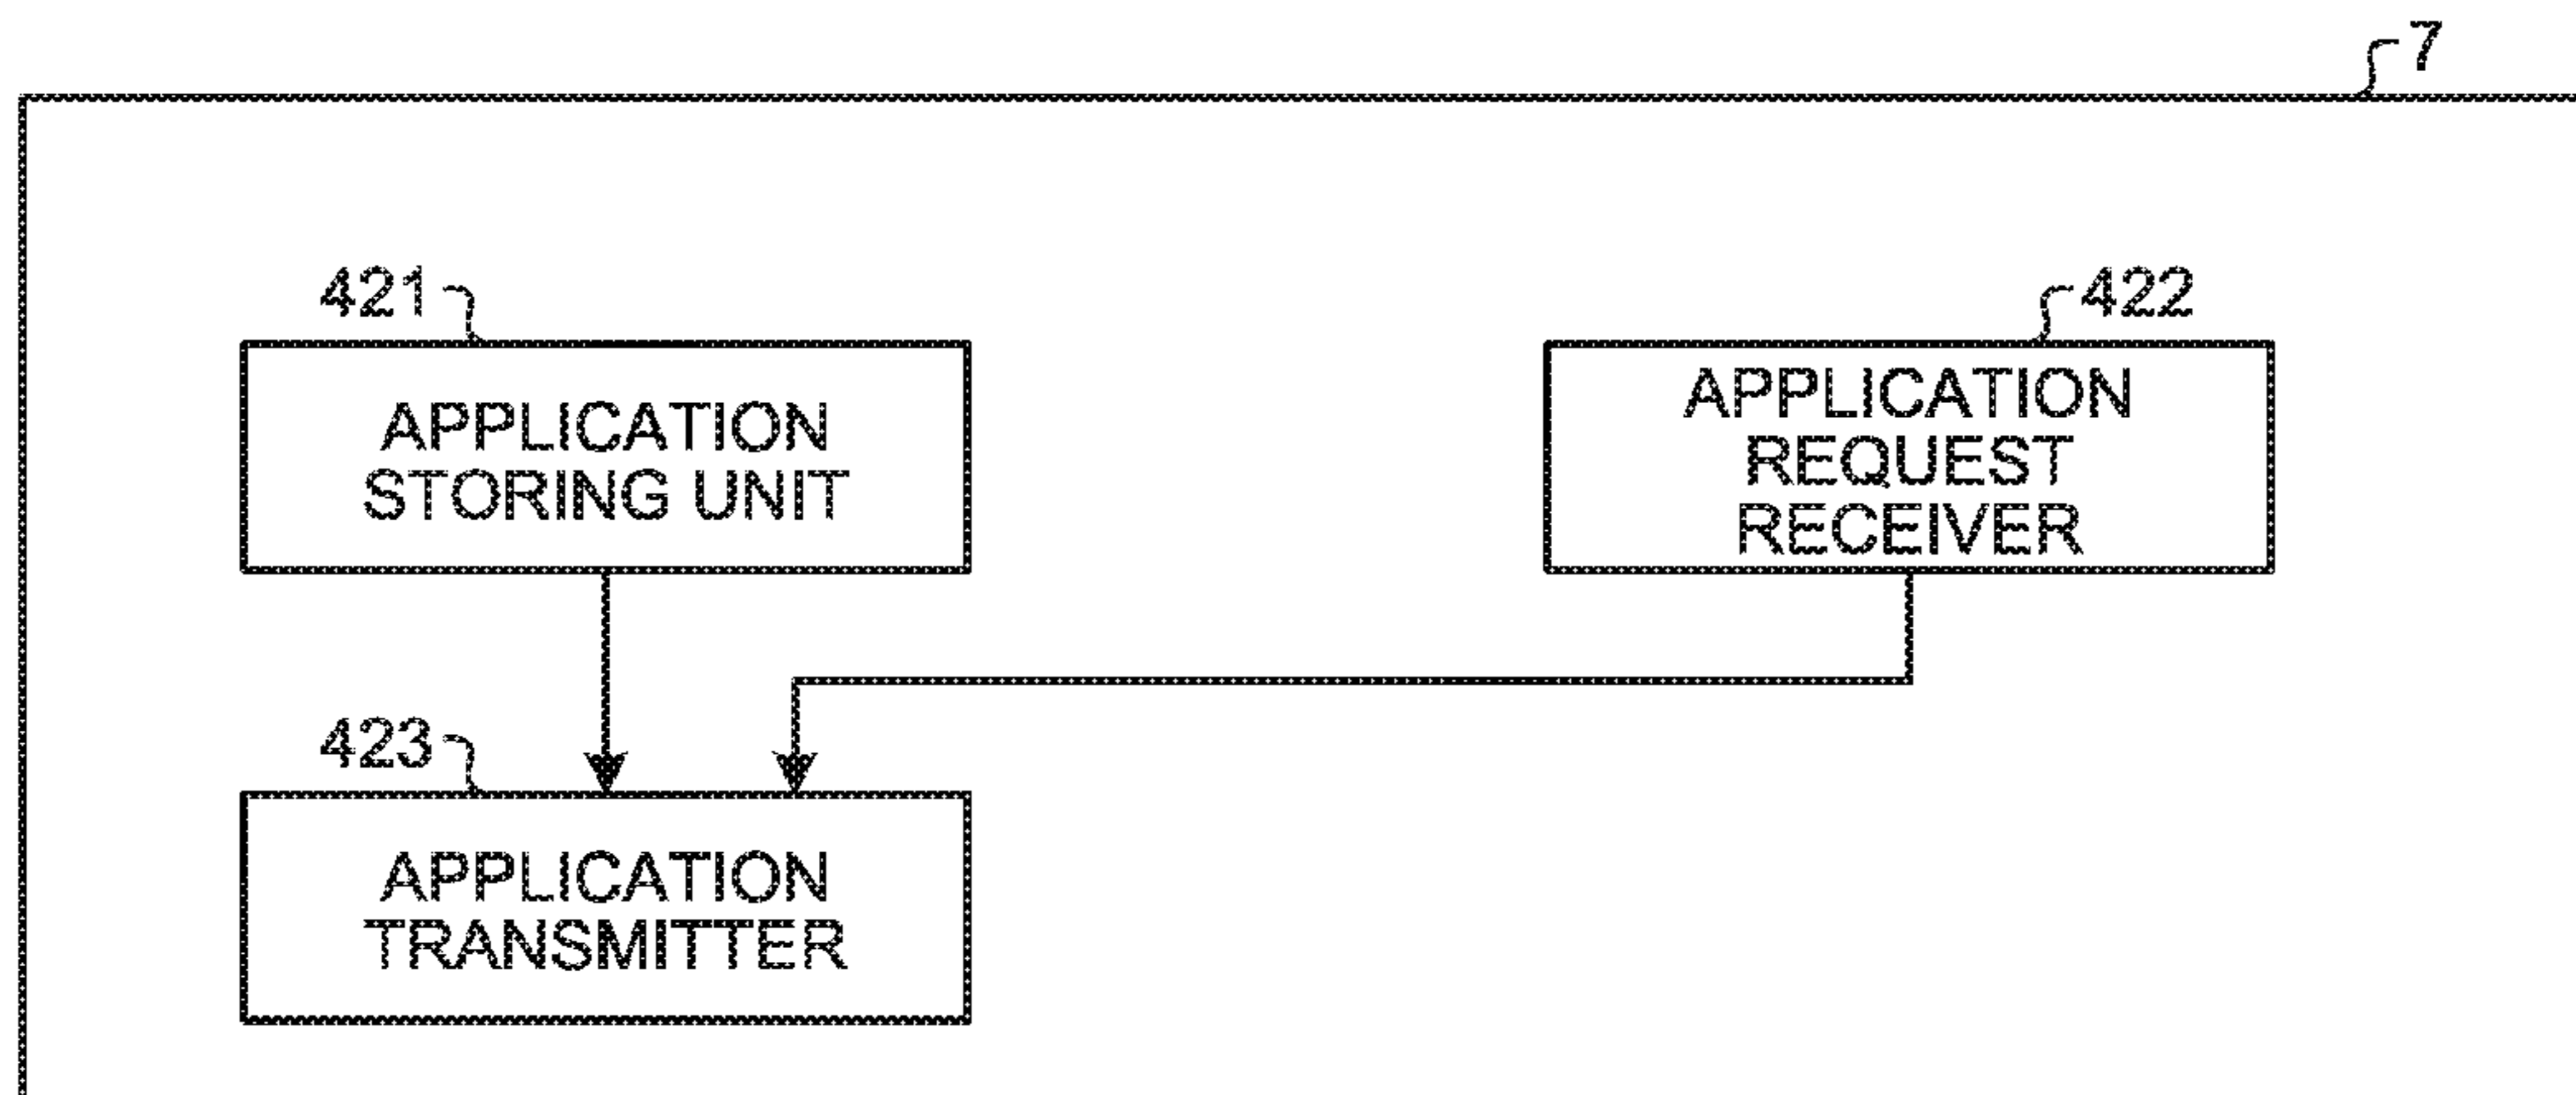 7
421
APPLICATION
STORING UNIT
422
APPLICATION
REQUEST
RECEIVER
423
APPLICATION
TRANSMITTER